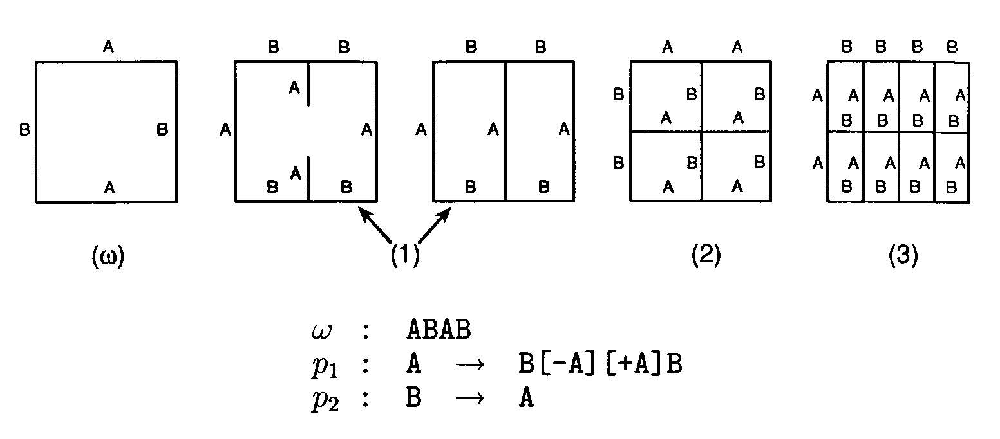 A B B B B A A B B B B
B B A A A A A A A B B B A A A A A
A A B B B B
A A B B B B B B B A A A A A A A
(ω) (1) (2) (3)
ω : ABAB
p1 : A → B[-A][+A]B
p2 : B → A